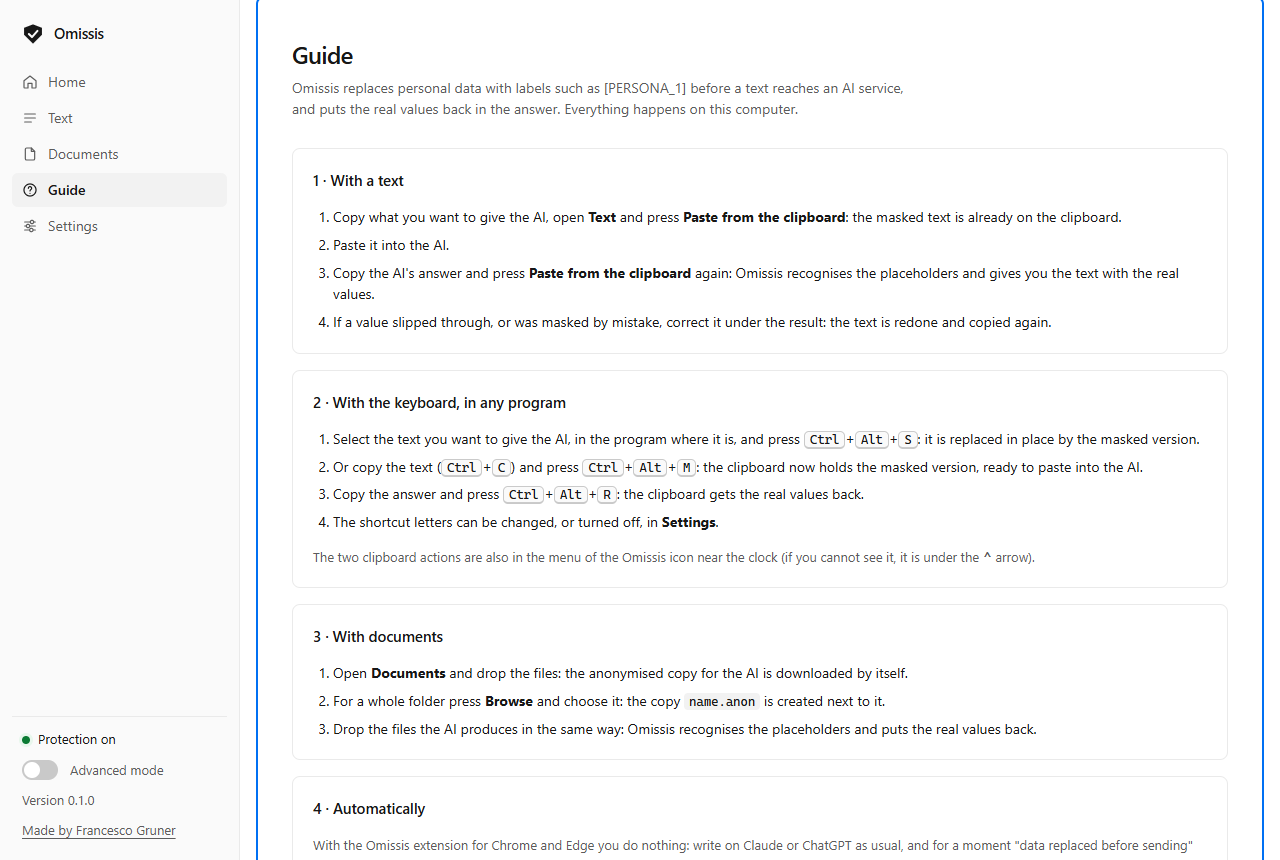 Omissis
Home
Text
Documents
Guide
Settings
Protection on
Advanced mode
Version 0.1.0
Made by Francesco Gruner
Guide
Omissis replaces personal data with labels such as [PERSONA_1] before a text reaches an AI service,
and puts the real values back in the answer. Everything happens on this computer.
1 · With a text
1. Copy what you want to give the AI, open Text and press Paste from the clipboard: the masked text is already on the clipboard.
2. Paste it into the AI.
3. Copy the AI's answer and press Paste from the clipboard again: Omissis recognises the placeholders and gives you the text with the real
values.
4. If a value slipped through, or was masked by mistake, correct it under the result: the text is redone and copied again.
2 · With the keyboard, in any program
1. Select the text you want to give the AI, in the program where it is, and press Ctrl+Alt+S: it is replaced in place by the masked version.
2. Or copy the text (Ctrl+C) and press Ctrl+Alt+M: the clipboard now holds the masked version, ready to paste into the AI.
3. Copy the answer and press Ctrl+Alt+R: the clipboard gets the real values back.
4. The shortcut letters can be changed, or turned off, in Settings.
The two clipboard actions are also in the menu of the Omissis icon near the clock (if you cannot see it, it is under the ^ arrow).
3 · With documents
1. Open Documents and drop the files: the anonymised copy for the AI is downloaded by itself.
2. For a whole folder press Browse and choose it: the copy name.anon is created next to it.
3. Drop the files the AI produces in the same way: Omissis recognises the placeholders and puts the real values back.
4 · Automatically
With the Omissis extension for Chrome and Edge you do nothing: write on Claude or ChatGPT as usual, and for a moment "data replaced before sending"